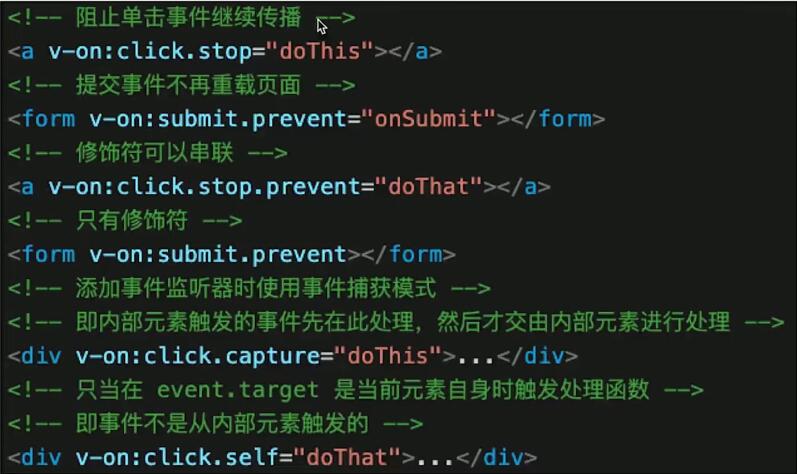 <!-- 阻止单击事件继续传播 -->
<a v-on:click.stop="doThis"></a>
<!-- 提交事件不再重载页面 -->
<form v-on:submit.prevent="onSubmit"></form>
<!-- 修饰符可以串联 -->
<a v-on:click.stop.prevent="doThat"></a>
<!-- 只有修饰符 -->
<form v-on:submit.prevent></form>
<!-- 添加事件监听器时使用事件捕获模式 -->
<!-- 即内部元素触发的事件先在此处理，然后才交由内部元素进行处理 -->
<div v-on:click.capture="doThis">...</div>
<!-- 只当在 event.target 是当前元素自身时触发处理函数 -->
<!-- 即事件不是从内部元素触发的 -->
<div v-on:click.self="doThat">...</div>